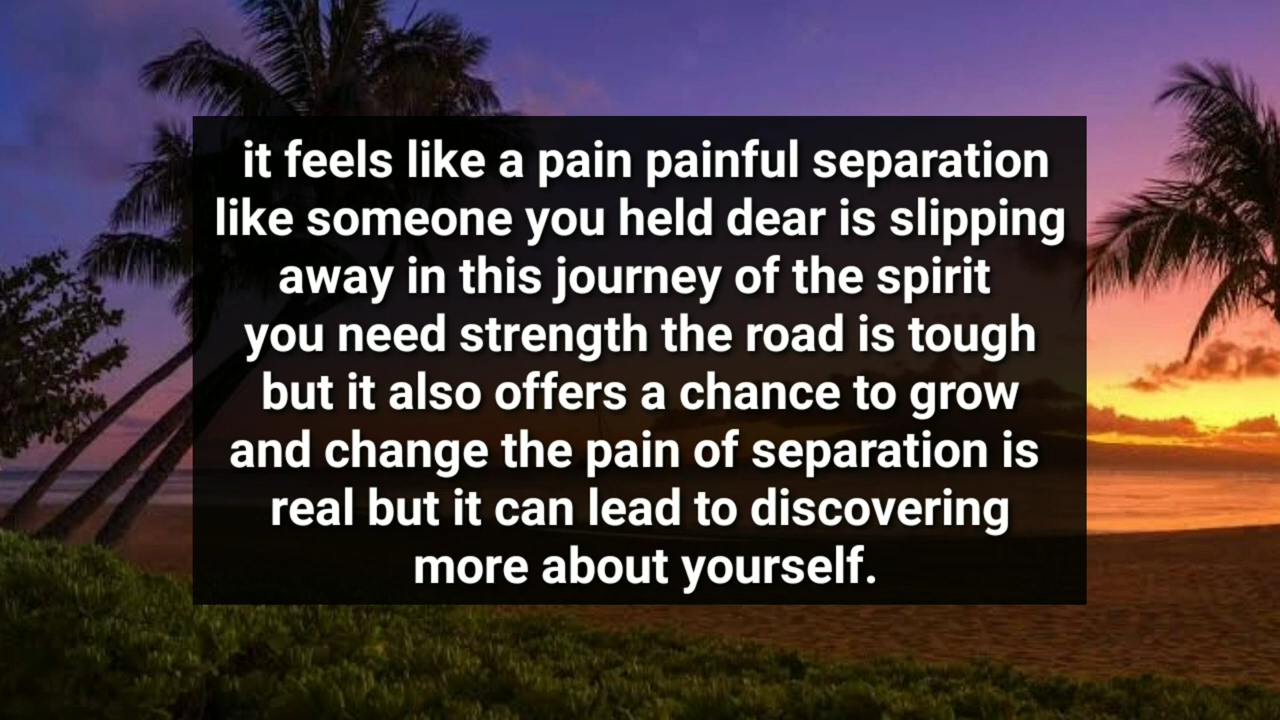 it feels like a pain painful separation
like someone you held dear is slipping
away in this journey of the spirit
you need strength the road is tough
but it also offers a chance to grow
and change the pain of separation is
real but it can lead to discovering
more about yourself.